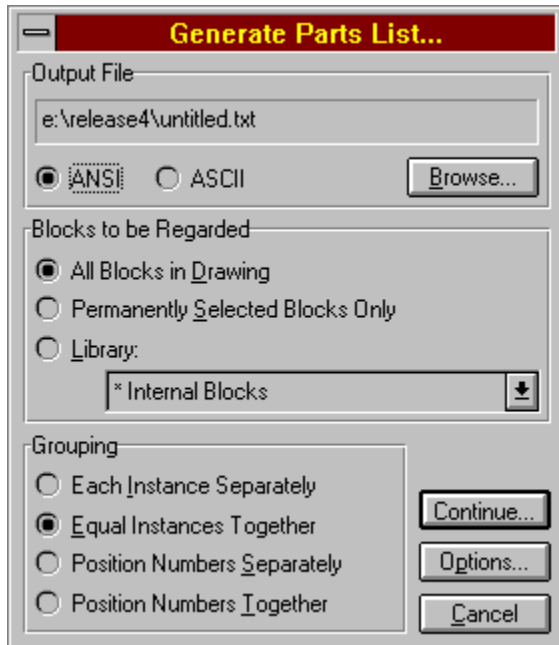 Generate Parts List...
Output File
e:\release4\untitled.txt
ANSI ASCII Browse...
Blocks to be Regarded
All Blocks in Drawing
Permanently Selected Blocks Only
Library:
* Internal Blocks
Grouping
Each Instance Separately
Equal Instances Together
Position Numbers Separately
Position Numbers Together
Continue...
Options...
Cancel